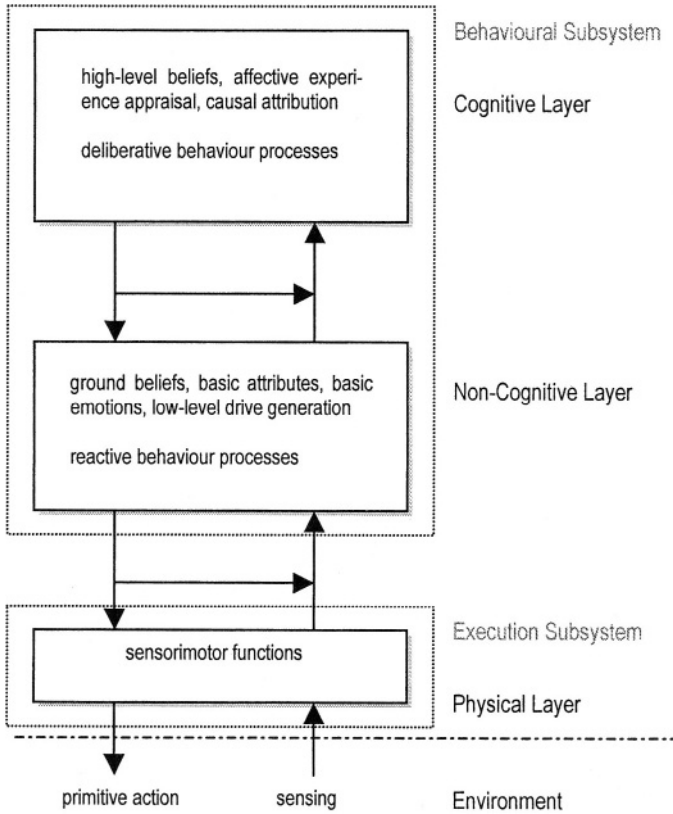 Behavioural Subsystem
high-level beliefs, affective experi-
ence appraisal, causal attribution
Cognitive Layer
deliberative behaviour processes
ground beliefs, basic attributes, basic
emotions, low-level drive generation
Non-Cognitive Layer
reactive behaviour processes
Execution Subsystem
sensorimotor functions
Physical Layer
primitive action
sensing
Environment